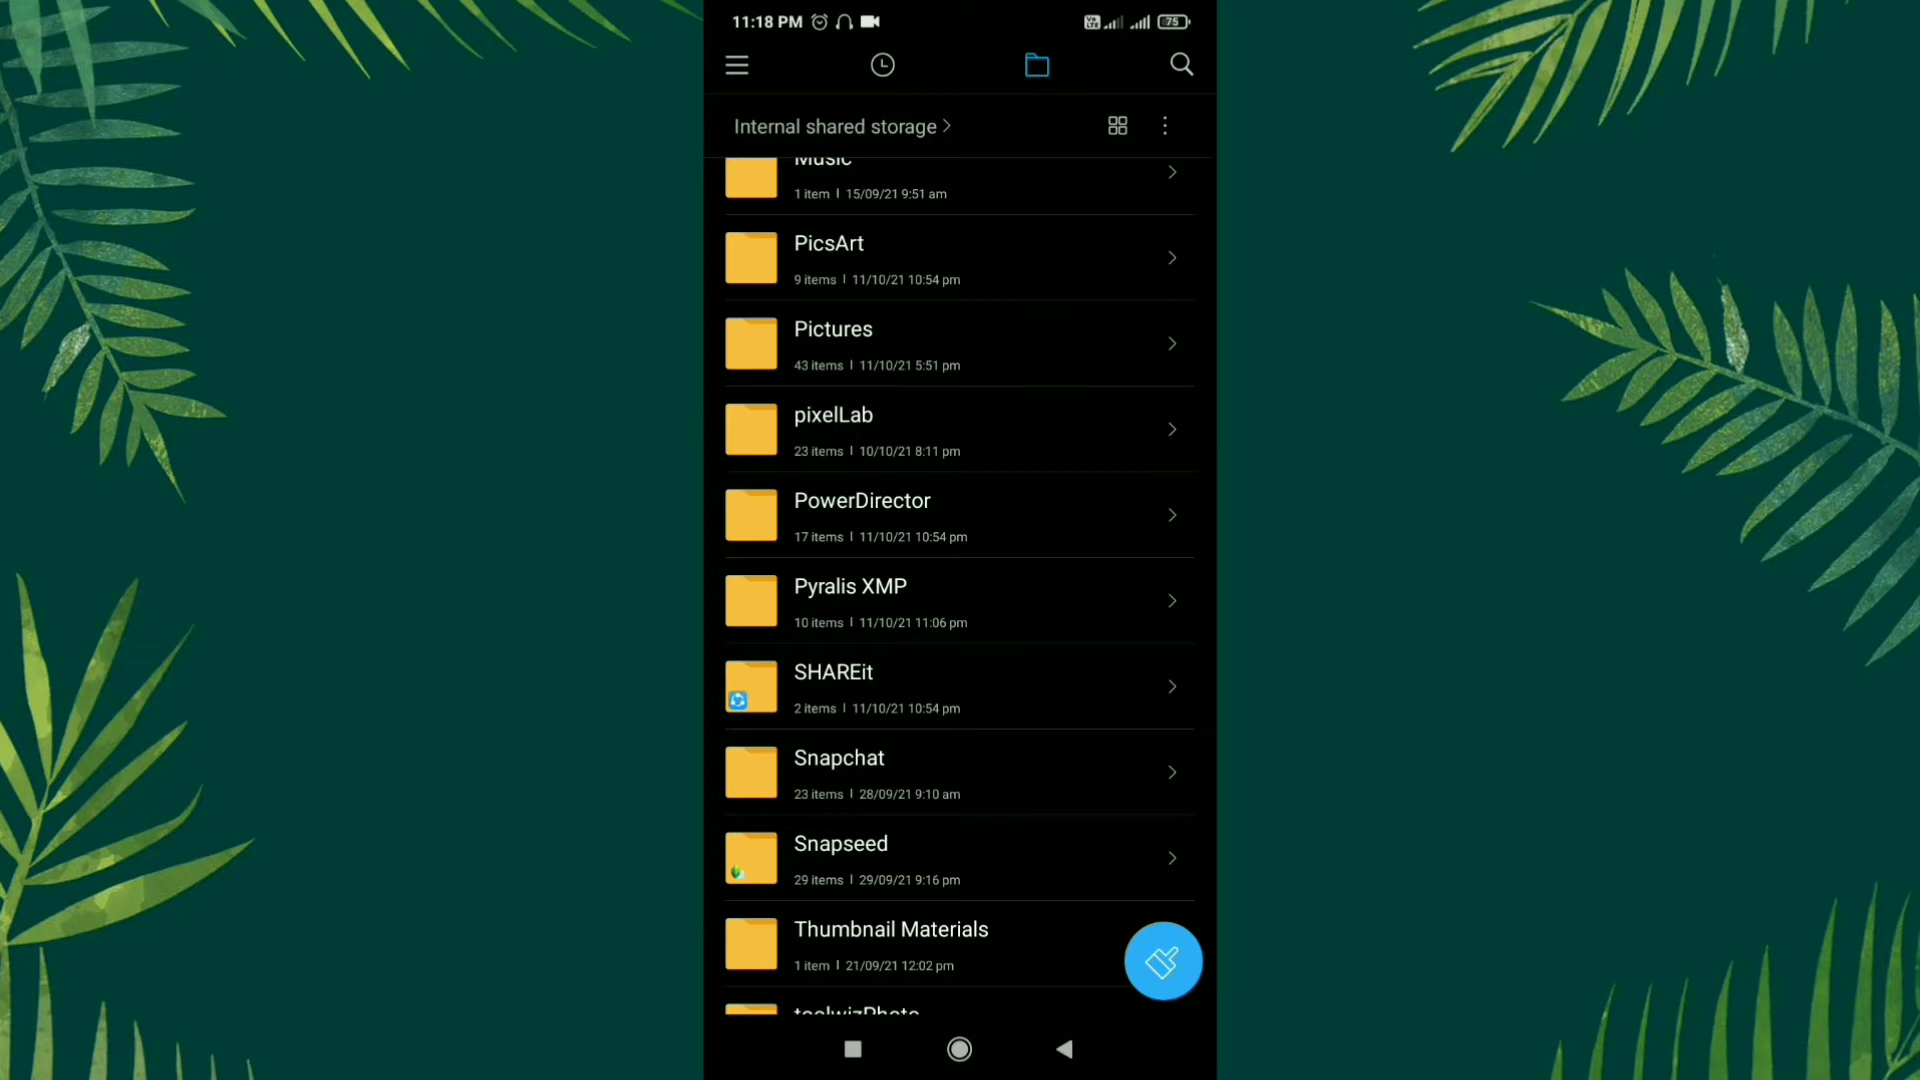 11:18 PM
Vo LTE
75
Internal shared storage >
Music
1 item | 15/09/21 9:51 am
PicsArt
9 items | 11/10/21 10:54 pm
Pictures
43 items | 11/10/21 5:51 pm
pixelLab
23 items | 10/10/21 8:11 pm
PowerDirector
17 items | 11/10/21 10:54 pm
Pyralis XMP
10 items | 11/10/21 11:06 pm
SHAREit
2 items | 11/10/21 10:54 pm
Snapchat
23 items | 28/09/21 9:10 am
Snapseed
29 items | 29/09/21 9:16 pm
Thumbnail Materials
1 item | 21/09/21 12:02 pm
toolwizPhoto